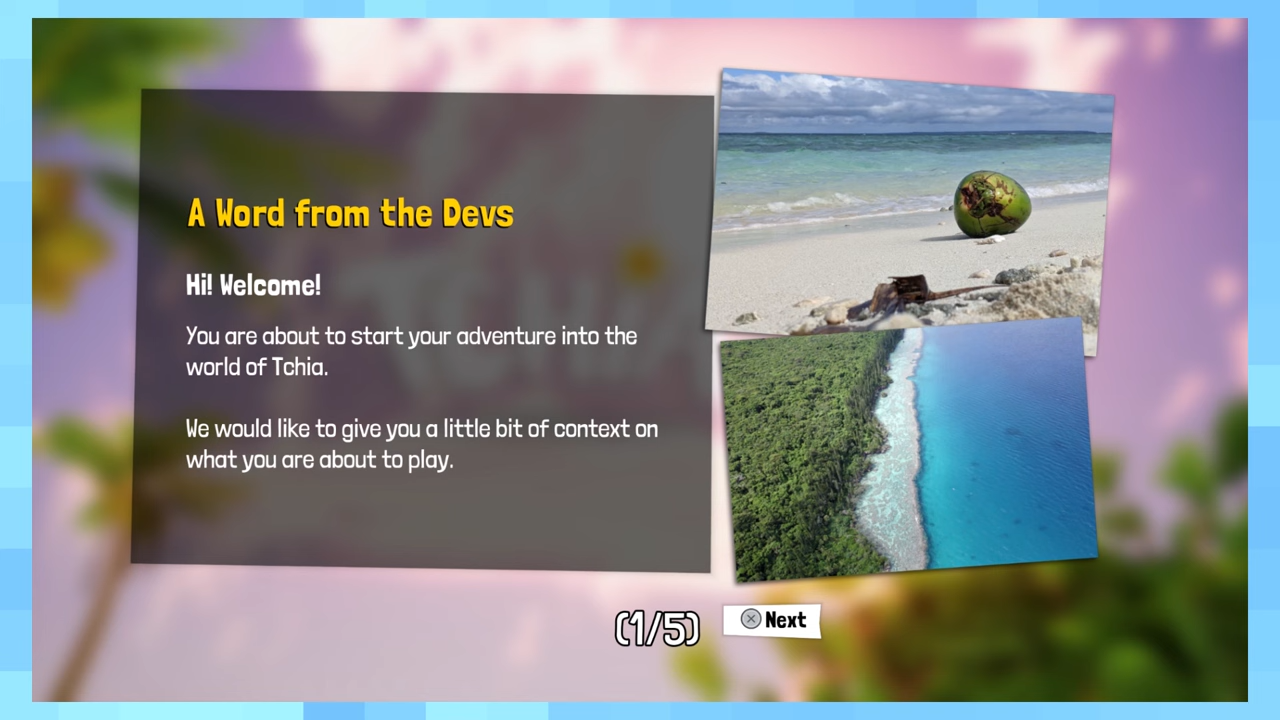 A Word from the Devs
Hi! Welcome!
You are about to start your adventure into the
world of Tchia.
We would like to give you a little bit of context on
what you are about to play.
(1/5)
Next